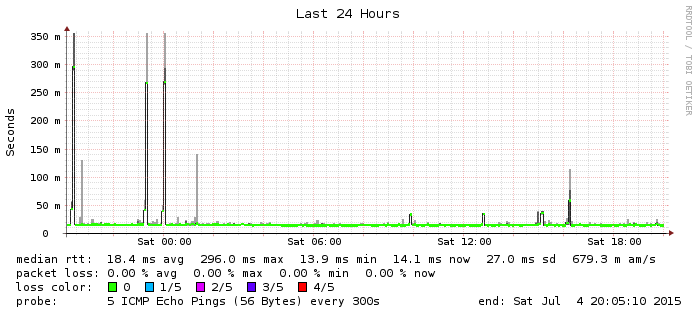 Last 24 Hours
RRDTOOL / TOBI OETIKER
Seconds
350 m
300 m
250 m
200 m
150 m
100 m
50 m
0
Sat 00:00 Sat 06:00 Sat 12:00 Sat 18:00
median rtt: 18.4 ms avg 296.0 ms max 13.9 ms min 14.1 ms now 27.0 ms sd 679.3 m am/s
packet loss: 0.00 % avg 0.00 % max 0.00 % min 0.00 % now
loss color: 0 1/5 2/5 3/5 4/5
probe: 5 ICMP Echo Pings (56 Bytes) every 300s end: Sat Jul 4 20:05:10 2015